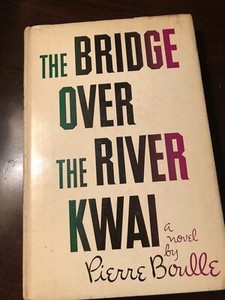 THE BRIDGE
OVER
THE RIVER
KWAI
a novel by
Pierre Boulle